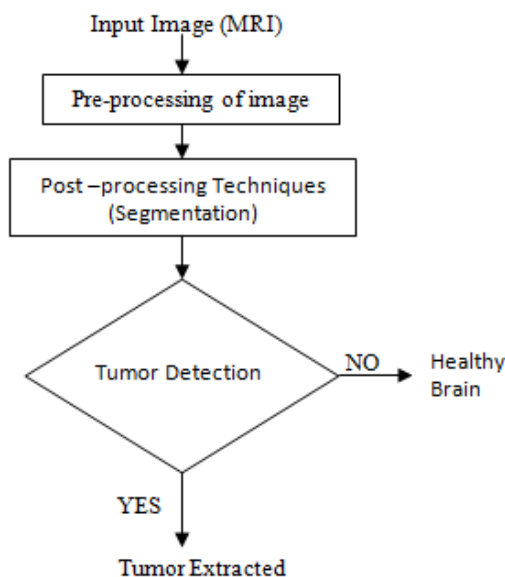 Input Image (MRI)
Pre-processing of image
Post –processing Techniques
(Segmentation)
Tumor Detection
NO
Healthy
Brain
YES
Tumor Extracted